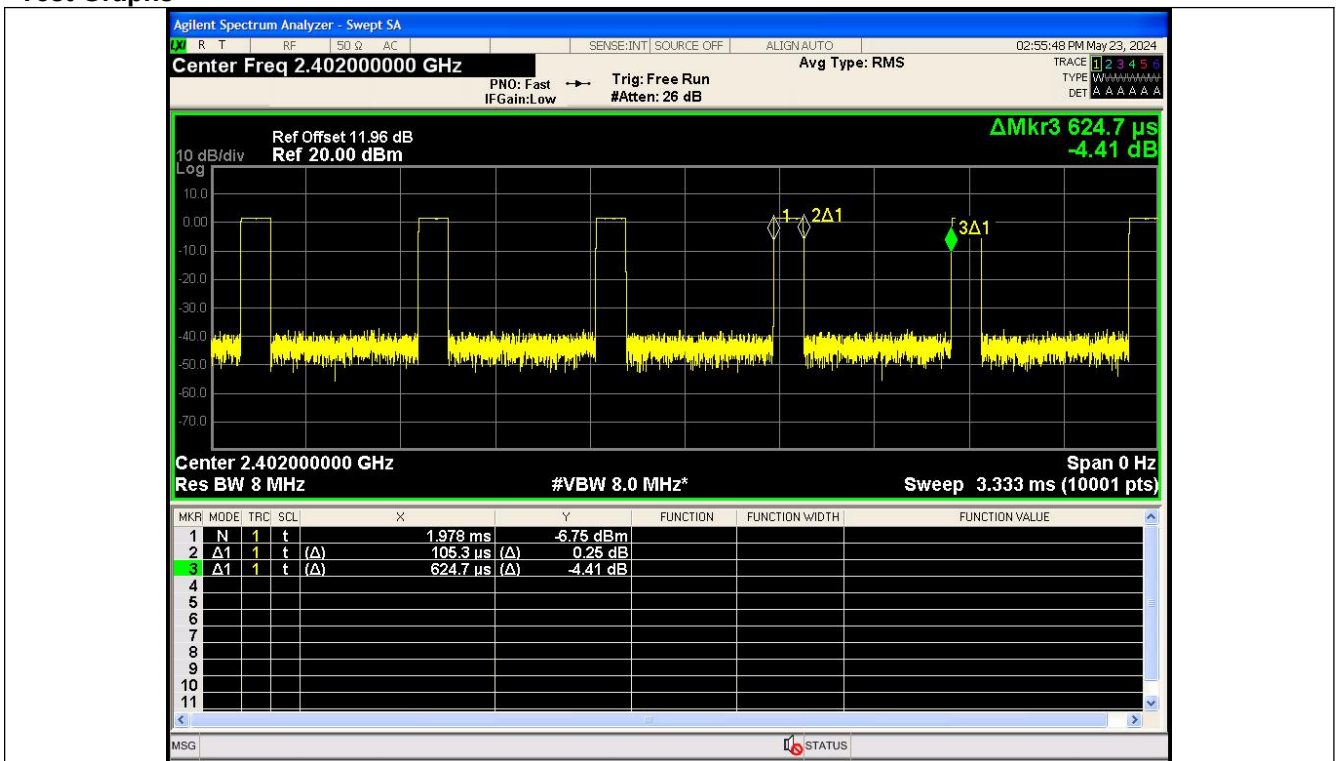 Agilent Spectrum Analyzer - Swept SA
LXI R T RF 50 Ω AC SENSE:INT SOURCE OFF ALIGN AUTO 02:55:48 PM May 23, 2024
Center Freq 2.402000000 GHz
PNO: Fast
IFGain:Low
Trig: Free Run
#Atten: 26 dB
Avg Type: RMS
TRACE 1 2 3 4 5 6
TYPE WWWWWW
DET A A A A A A
ΔMkr3 624.7 µs
-4.41 dB
Ref Offset 11.96 dB
10 dB/div Ref 20.00 dBm
Log
10.0
0.00
-10.0
-20.0
-30.0
-40.0
-50.0
-60.0
-70.0
1 2Δ1
3Δ1
Center 2.402000000 GHz Span 0 Hz
Res BW 8 MHz #VBW 8.0 MHz* Sweep 3.333 ms (10001 pts)
MKR MODE TRC SCL X Y FUNCTION FUNCTION WIDTH FUNCTION VALUE
1 N 1 t 1.978 ms -6.75 dBm
2 Δ1 1 t (Δ) 105.3 µs (Δ) 0.25 dB
3 Δ1 1 t (Δ) 624.7 µs (Δ) -4.41 dB
4
5
6
7
8
9
10
11
MSG STATUS